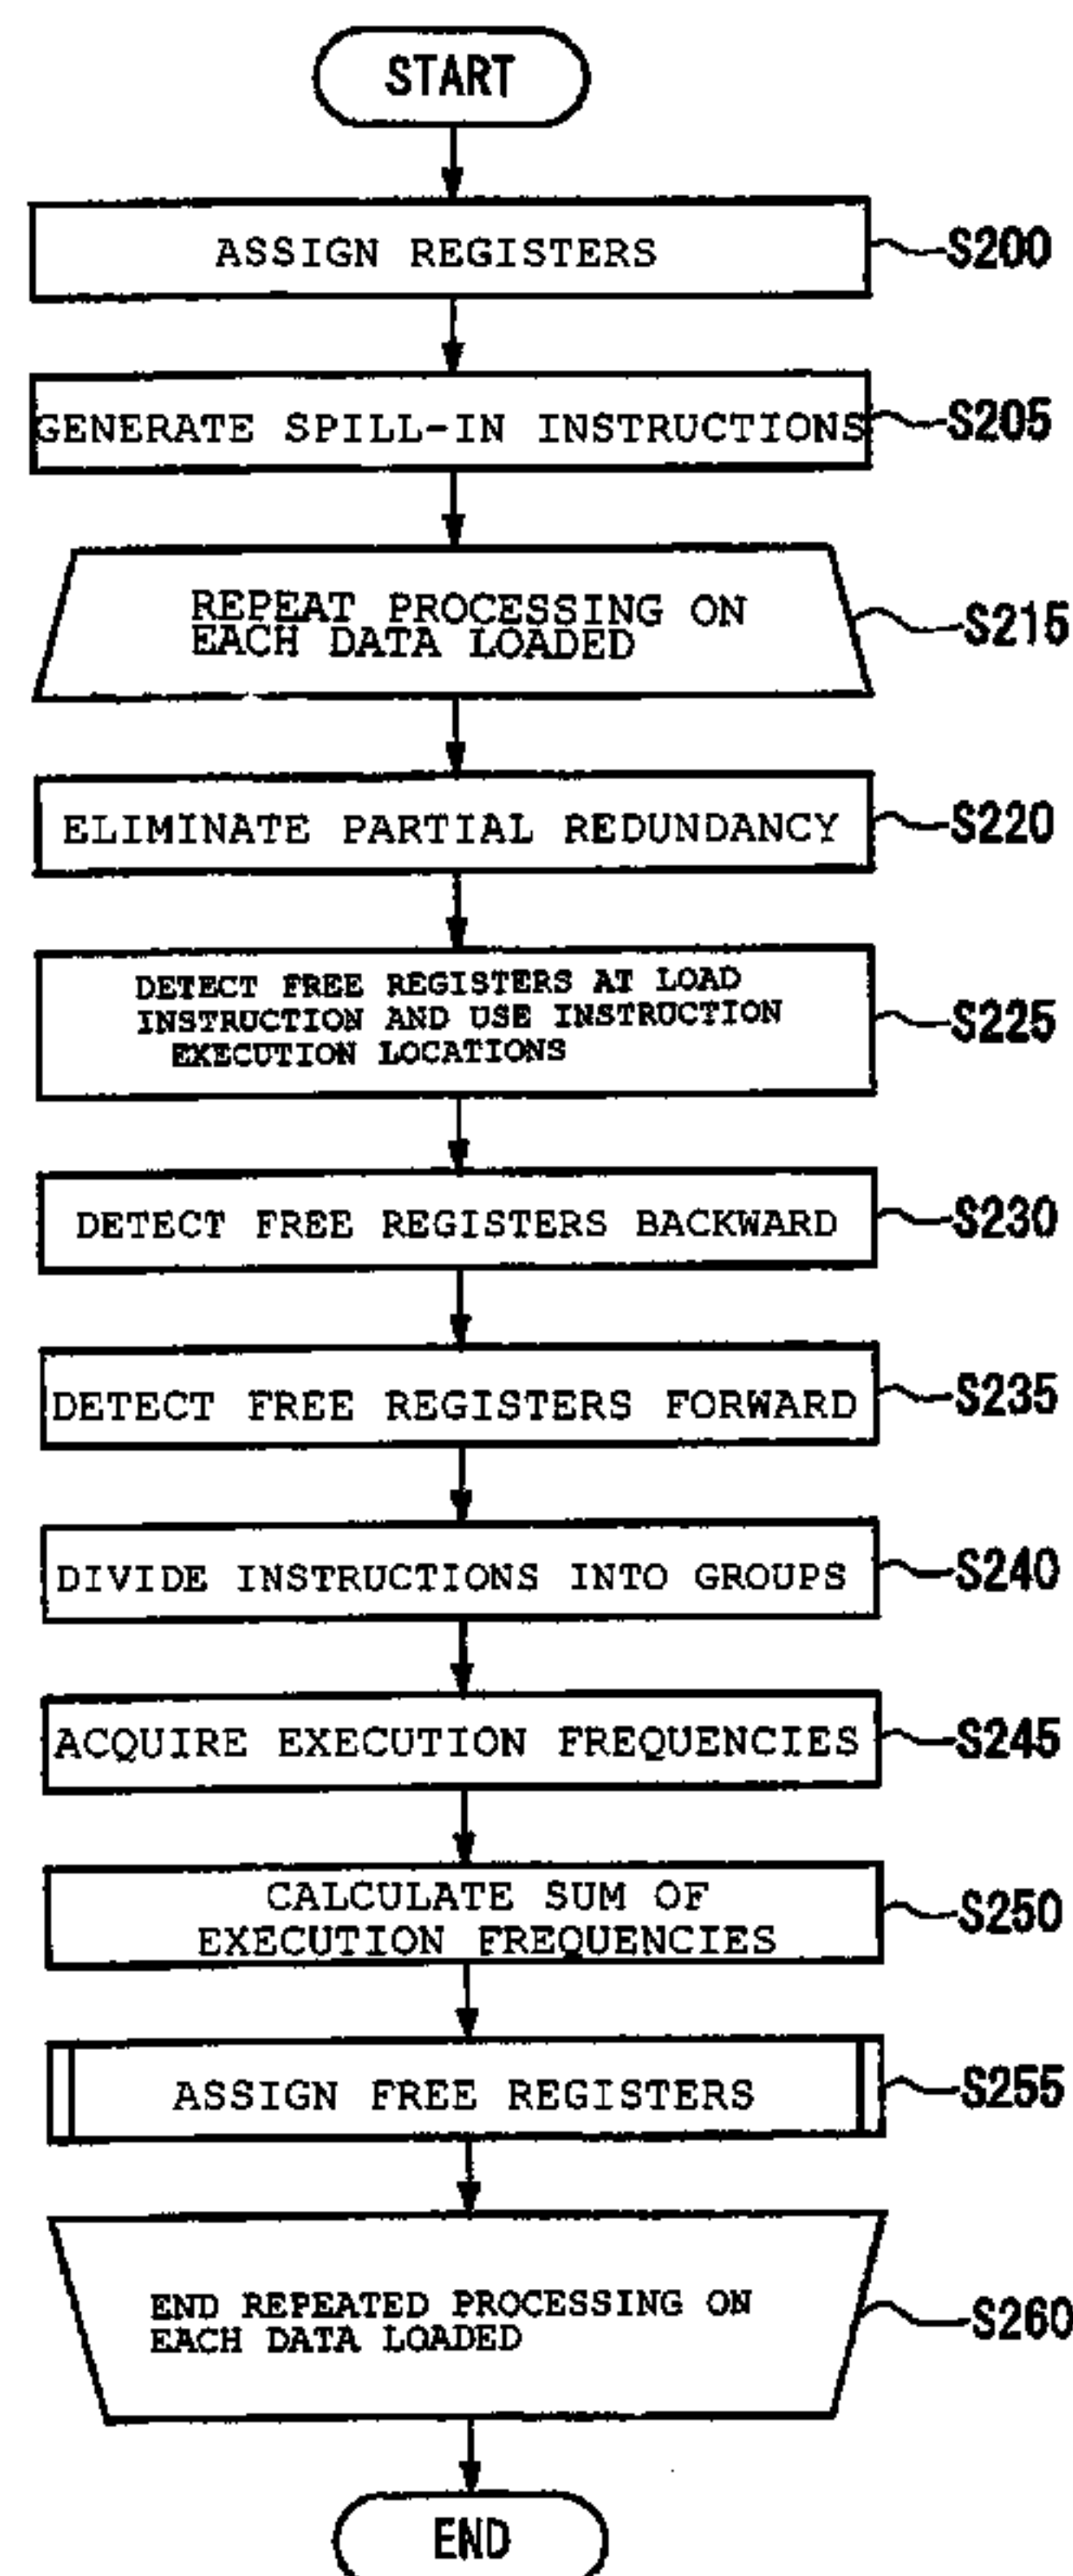 START
ASSIGN REGISTERS
S200
GENERATE SPILL-IN INSTRUCTIONS
S205
REPEAT PROCESSING ON
EACH DATA LOADED
S215
ELIMINATE PARTIAL REDUNDANCY
S220
DETECT FREE REGISTERS AT LOAD
INSTRUCTION AND USE INSTRUCTION
EXECUTION LOCATIONS
S225
DETECT FREE REGISTERS BACKWARD
S230
DETECT FREE REGISTERS FORWARD
S235
DIVIDE INSTRUCTIONS INTO GROUPS
S240
ACQUIRE EXECUTION FREQUENCIES
S245
CALCULATE SUM OF
EXECUTION FREQUENCIES
S250
ASSIGN FREE REGISTERS
S255
END REPEATED PROCESSING ON
EACH DATA LOADED
S260
END